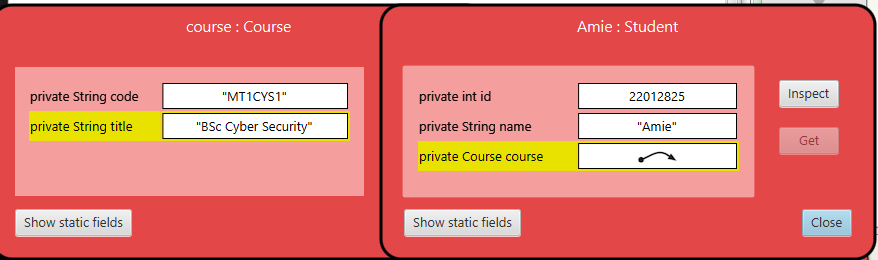 course : Course
private String code "MT1CYS1"
private String title "BSc Cyber Security"
Show static fields
Amie : Student
private int id 22012825
private String name "Amie"
private Course course
Inspect
Get
Show static fields
Close